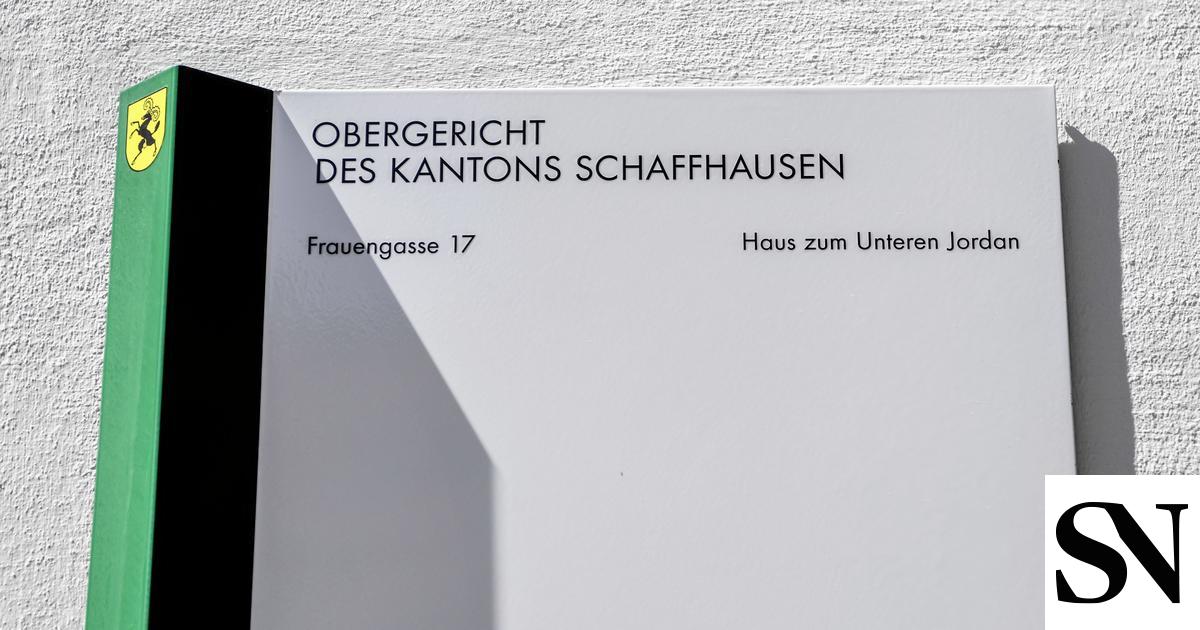 OBERGERICHT
DES KANTONS SCHAFFHAUSEN
Frauengasse 17 Haus zum Unteren Jordan
SN